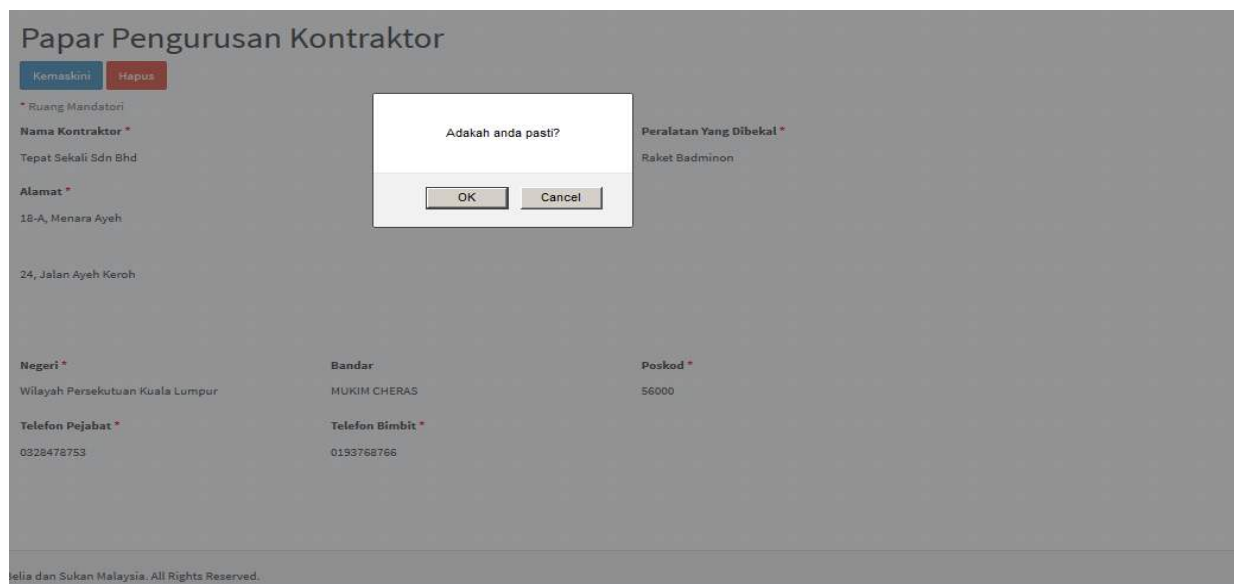 Papar Pengurusan Kontraktor
Kemaskini Hapus
* Ruang Mandatori
Nama Kontraktor * Peralatan Yang Dibekal *
Tepat Sekali Sdn Bhd Raket Badminon
Adakah anda pasti?
OK Cancel
Alamat *
18-A, Menara Ayeh
24, Jalan Ayeh Keroh
Negeri * Bandar Poskod *
Wilayah Persekutuan Kuala Lumpur MUKIM CHERAS 56000
Telefon Pejabat * Telefon Bimbit *
0328478753 0193768766
Belia dan Sukan Malaysia. All Rights Reserved.